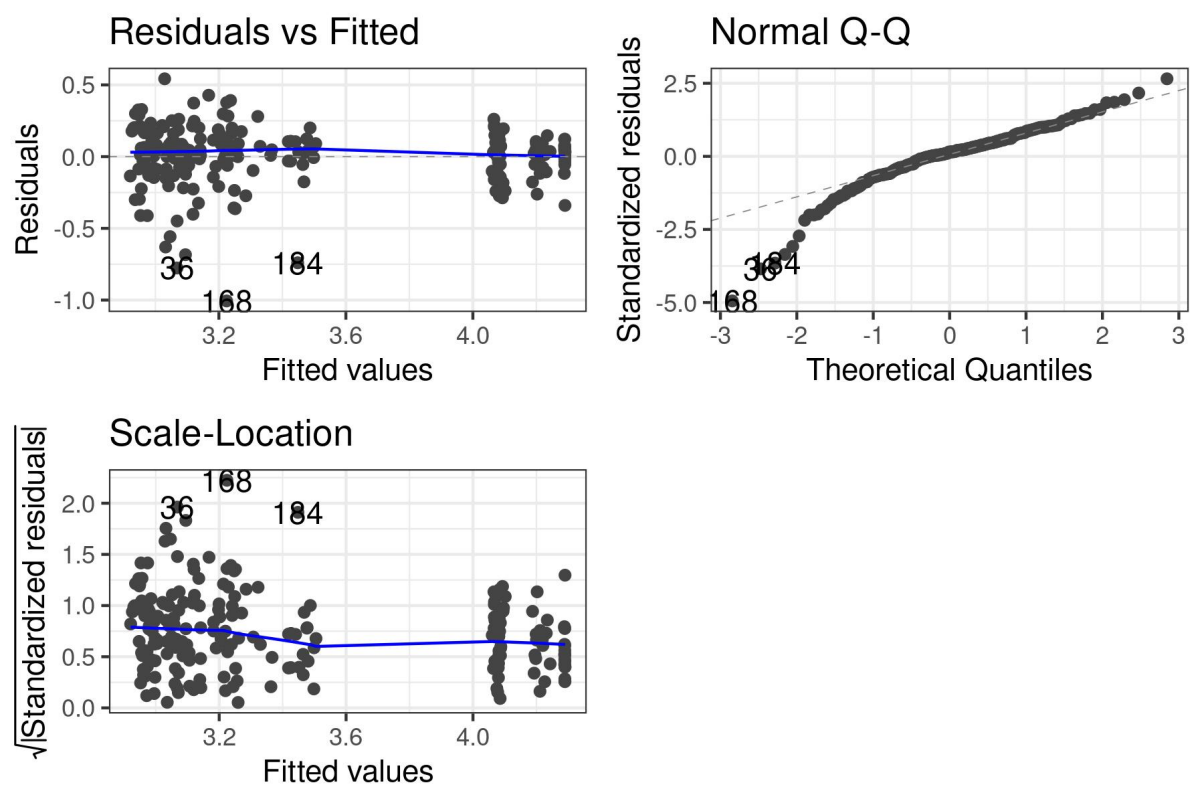 Residuals vs Fitted
Residuals
0.5
0.0
-0.5
-1.0
36
184
168
3.2 3.6 4.0
Fitted values
Normal Q-Q
Standardized residuals
2.5
0.0
-2.5
-5.0
36
184
168
-3 -2 -1 0 1 2 3
Theoretical Quantiles
Scale-Location
√|Standardized residuals|
2.0
1.5
1.0
0.5
0.0
168
36
184
3.2 3.6 4.0
Fitted values